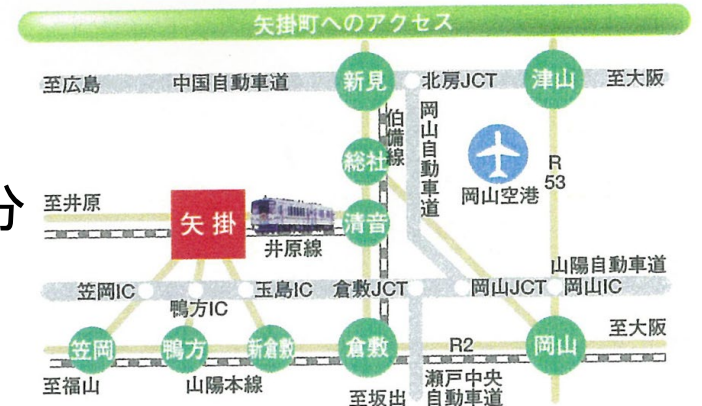 矢掛町へのアクセス
至広島
中国自動車道
新見
北房JCT
津山
至大阪
伯備線
岡山自動車道
総社
岡山空港
R
53
分
至井原
矢掛
清音
井原線
山陽自動車道
笠岡IC
鴨方IC
玉島IC
倉敷JCT
岡山JCT
岡山IC
笠岡
鴨方
新倉敷
倉敷
R2
岡山
至大阪
至福山
山陽本線
至坂出
瀬戸中央
自動車道